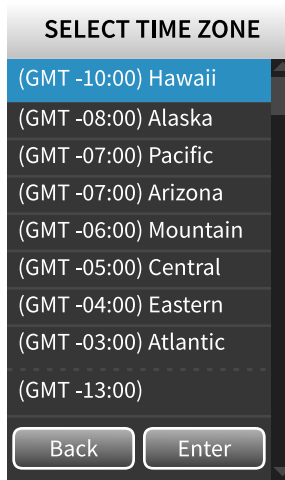 SELECT TIME ZONE
(GMT -10:00) Hawaii
(GMT -08:00) Alaska
(GMT -07:00) Pacific
(GMT -07:00) Arizona
(GMT -06:00) Mountain
(GMT -05:00) Central
(GMT -04:00) Eastern
(GMT -03:00) Atlantic
(GMT -13:00)
Back Enter